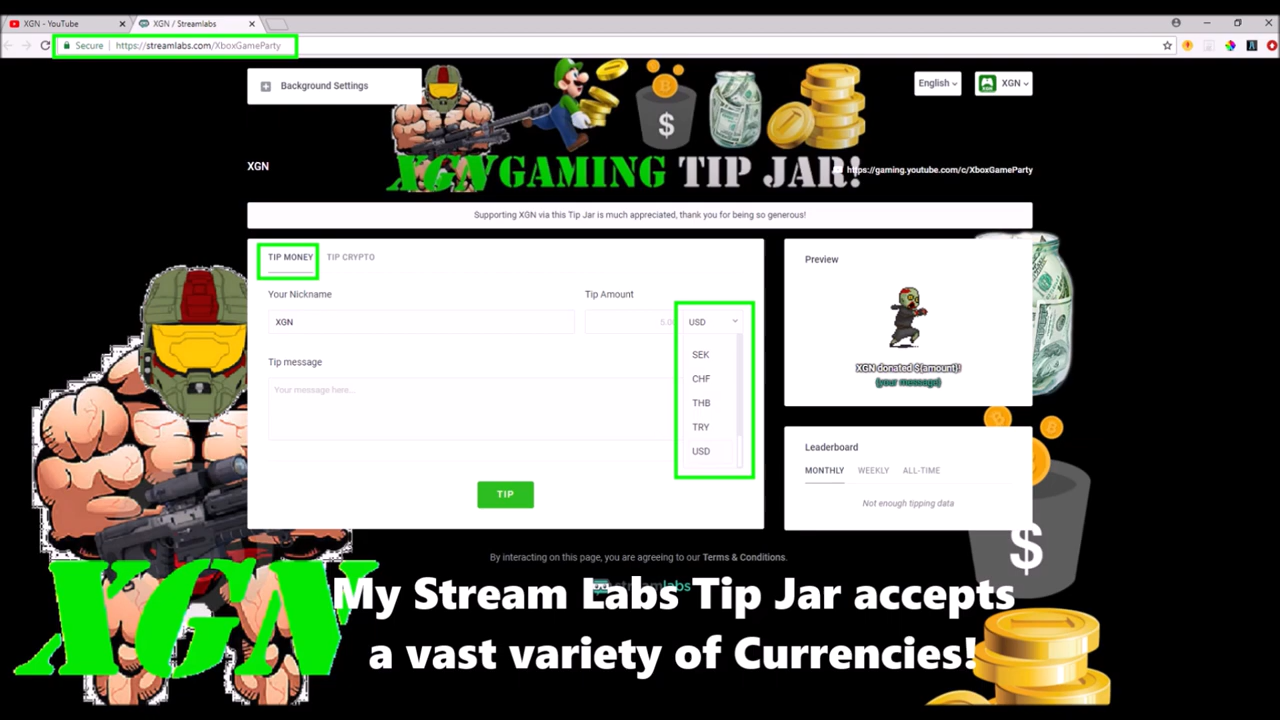 XGN - YouTube
XGN / Streamlabs
Secure
https://streamlabs.com/XboxGameParty
Background Settings
$
English
XGN
XGN
XGN GAMING TIP JAR!
https://gaming.youtube.com/c/XboxGameParty
Supporting XGN via this Tip Jar is much appreciated, thank you for being so generous!
TIP MONEY
TIP CRYPTO
Your Nickname
Tip Amount
XGN
5.00
USD
SEK
CHF
THB
TRY
USD
Tip message
Your message here...
TIP
Preview
XGN donated ${amount}!
{your message}
Leaderboard
MONTHLY
WEEKLY
ALL-TIME
Not enough tipping data
$
By interacting on this page, you are agreeing to our Terms & Conditions.
streamlabs
XGN
My Stream Labs Tip Jar accepts
a vast variety of Currencies!